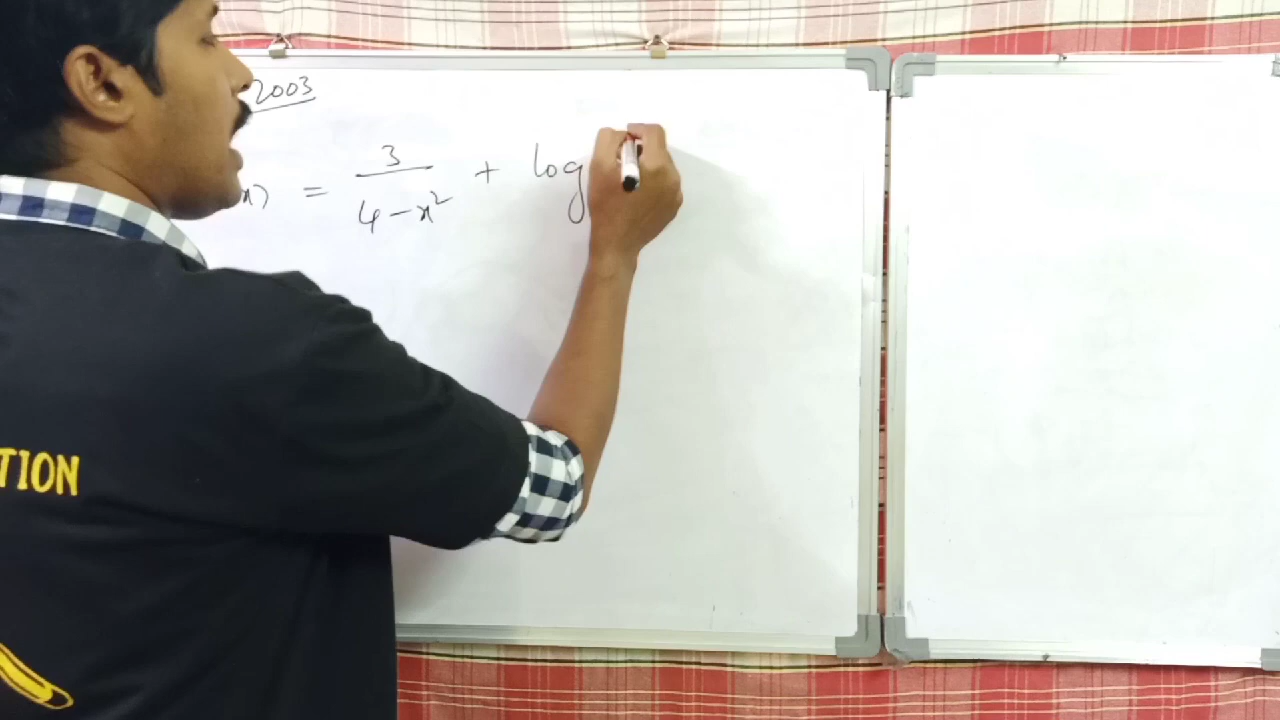 2003
x) = 3/(4-x²) + log
TION